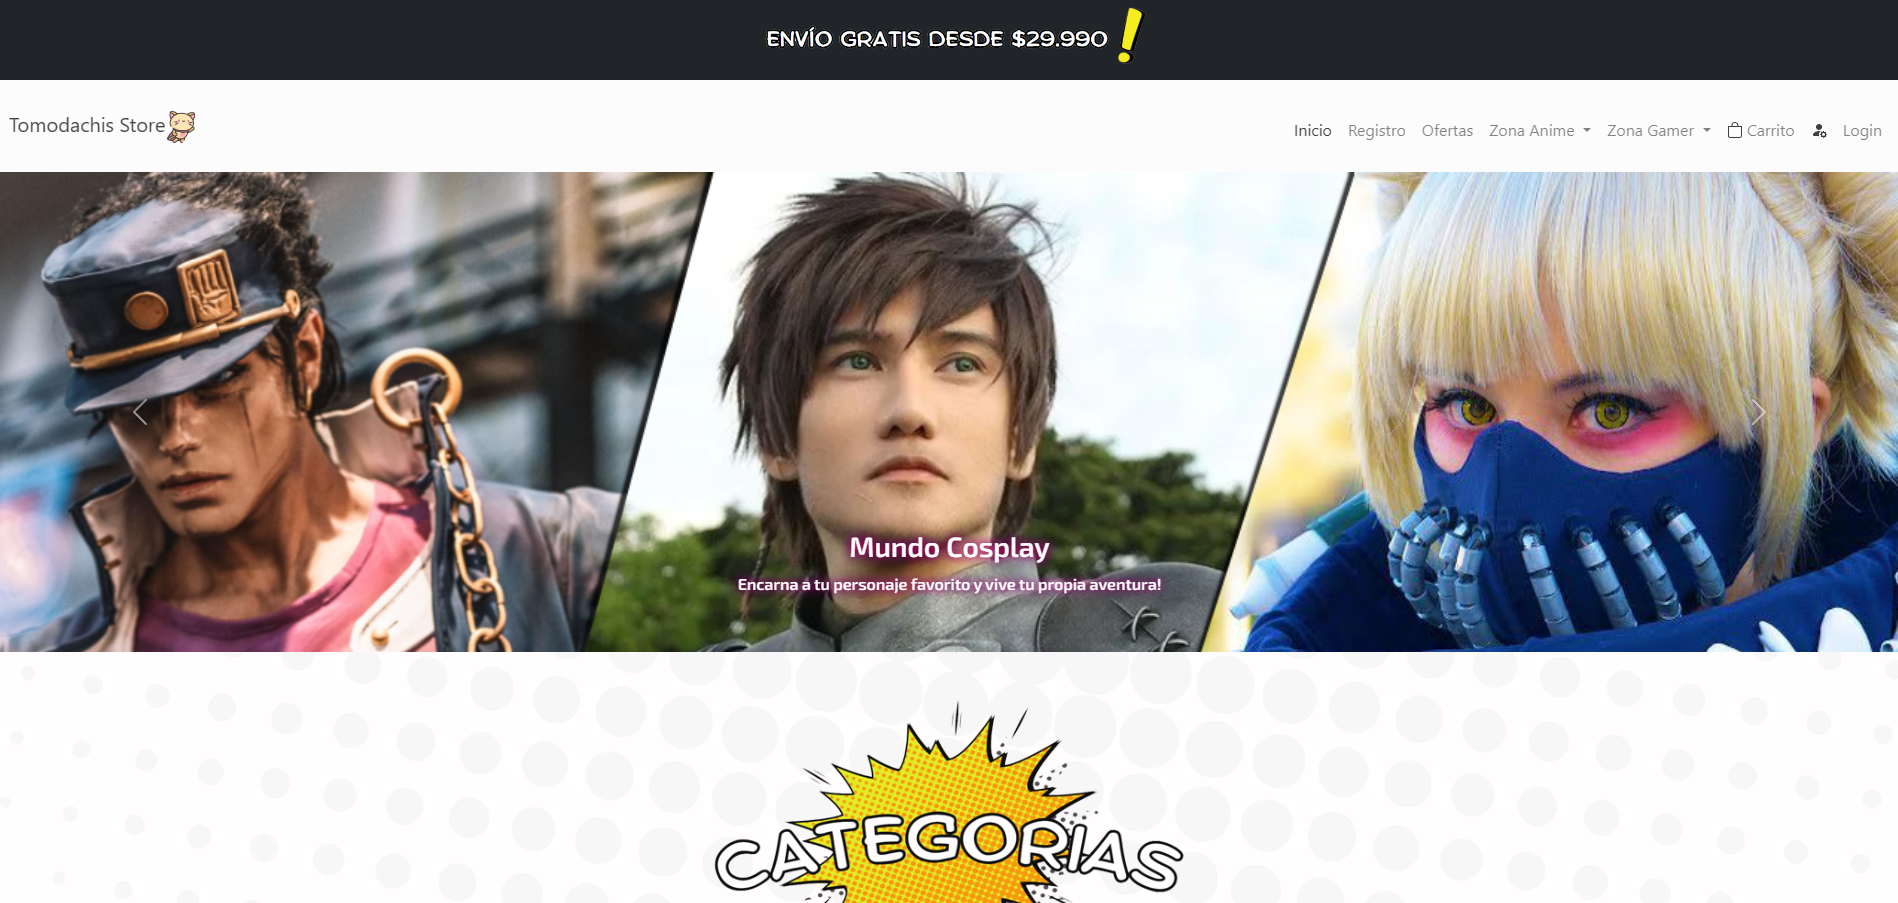 ENVÍO GRATIS DESDE $29.990!
Tomodachis Store
Inicio Registro Ofertas Zona Anime Zona Gamer Carrito Login
Mundo Cosplay
Encarna a tu personaje favorito y vive tu propia aventura!
CATEGORIAS